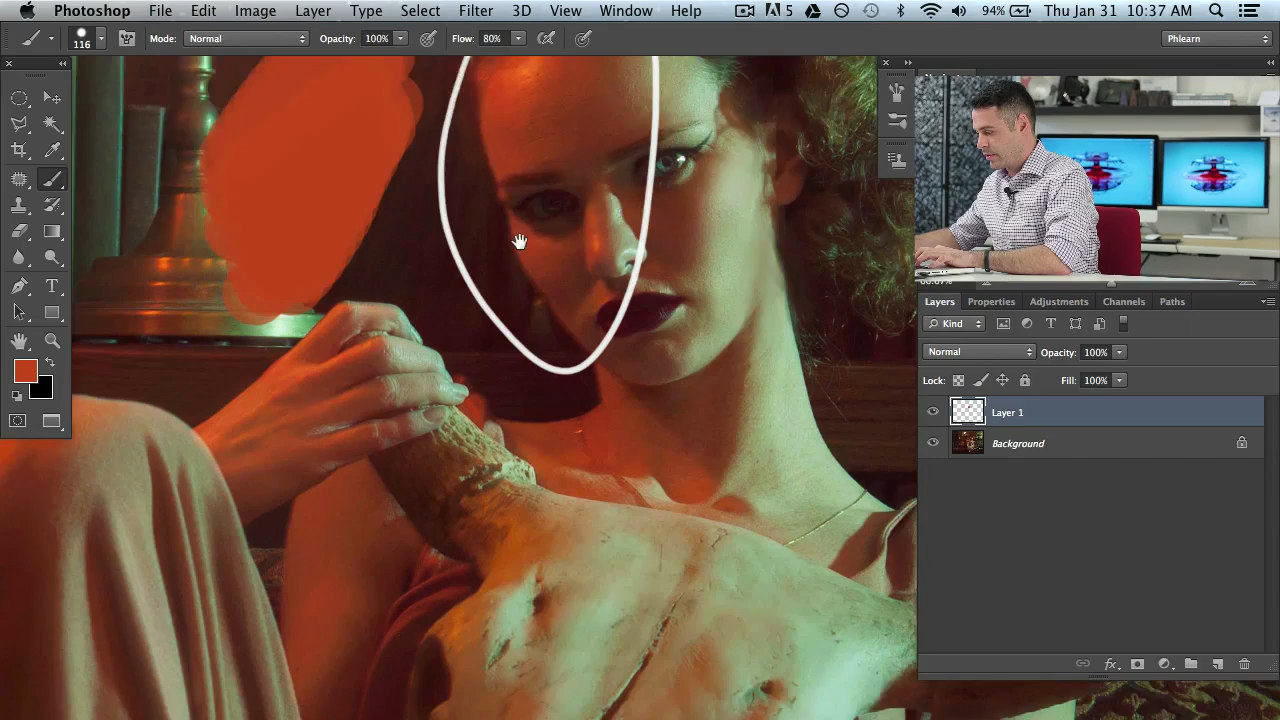 Photoshop File Edit Image Layer Type Select Filter 3D View Window Help 5 94% Thu Jan 31 10:37 AM
116 Mode: Normal Opacity: 100% Flow: 80% Phlearn
T
Layers Properties Adjustments Channels Paths
Kind T
Normal Opacity: 100%
Lock: Fill: 100%
Layer 1
Background
fx